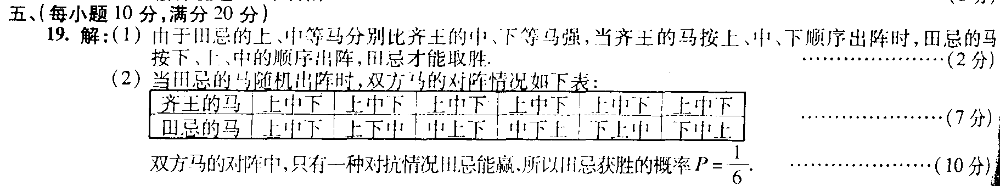 五、(每小题 10 分,满分 20 分)
19. 解:(1) 由于田忌的上、中等马分别比齐王的中、下等马强,当齐王的马按上、中、下顺序出阵时,田忌的马
按下、上、中的顺序出阵,田忌才能取胜. …………………(2 分)
(2) 当田忌的马随机出阵时,双方马的对阵情况如下表:
齐王的马 上中下 上中下 上中下 上中下 上中下 上中下
田忌的马 上中下 上下中 中上下 中下上 下上中 下中上 …………………(7 分)
双方马的对阵中,只有一种对抗情况田忌能赢,所以田忌获胜的概率 P = 1/6. …………………(10 分)